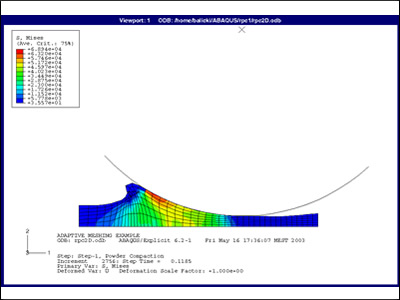 Viewport: 1 ODB: /home/balicki/ABAQUS/rpc1/rpc2D.odb
S, Mises
(Ave. Crit.: 75%)
+6.894e+04
+6.320e+04
+5.746e+04
+5.172e+04
+4.597e+04
+4.023e+04
+3.449e+04
+2.875e+04
+2.300e+04
+1.726e+04
+1.152e+04
+5.778e+03
+3.557e+01
ADAPTIVE MESHING EXAMPLE
ODB: rpc2D.odb ABAQUS/Explicit 6.2-1 Fri May 16 17:36:07 MEST 2003
2
3 1
Step: Step-1, Powder Compaction
Increment 2756: Step Time = 0.1185
Primary Var: S, Mises
Deformed Var: U Deformation Scale Factor: +1.000e+00